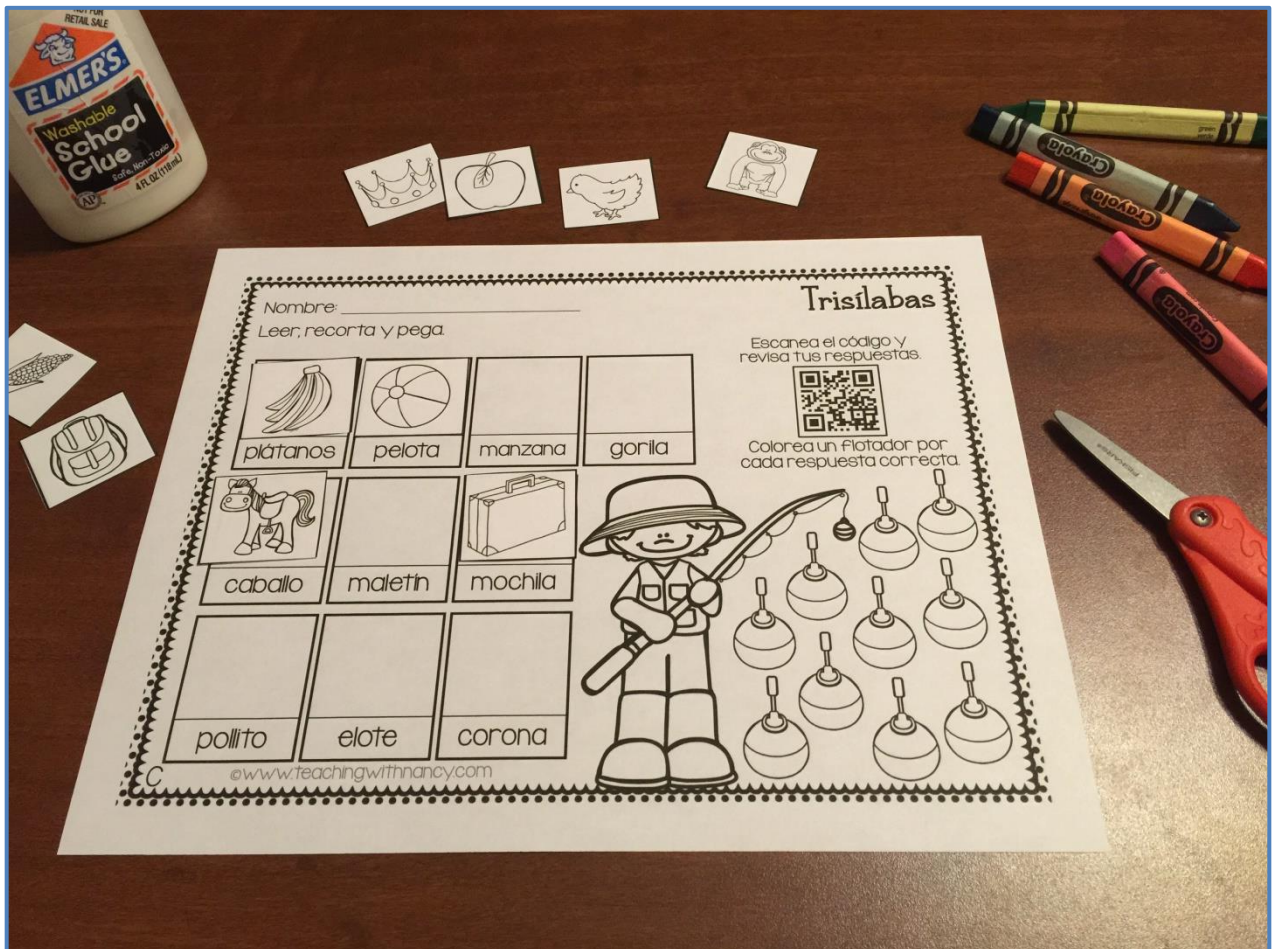 NOT FOR
RETAIL SALE
ELMER'S
Washable
School
Glue
Safe, Non-Toxic
AP
4 FL OZ (118 mL)
green
verde
Crayola
Crayola
Crayola
Nombre:
Trisílabas
Leer, recorta y pega.
Escanea el código y
revisa tus respuestas.
Colorea un flotador por
cada respuesta correcta.
plátanos
pelota
manzana
gorila
caballo
maletín
mochila
pollito
elote
corona
C
©www.teachingwithnancy.com